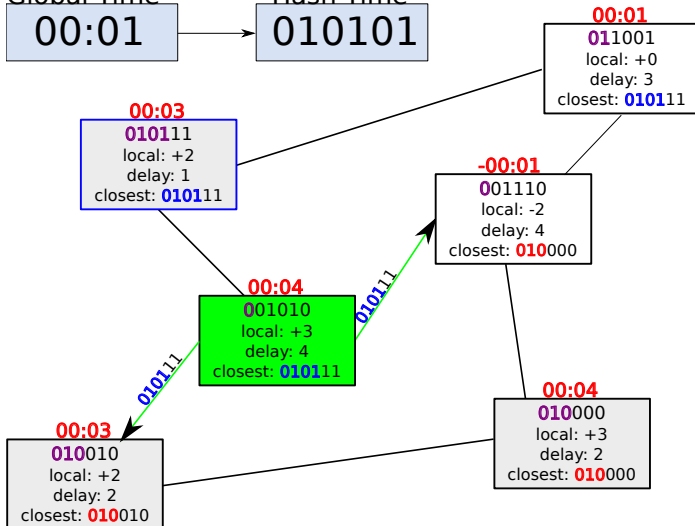 Global Time
Hash Time
00:01
010101
00:01
011001
local: +0
delay: 3
closest: 010111
00:03
010111
local: +2
delay: 1
closest: 010111
-00:01
001110
local: -2
delay: 4
closest: 010000
00:04
001010
local: +3
delay: 4
closest: 010111
010111
010111
00:04
010000
local: +3
delay: 2
closest: 010000
00:03
010010
local: +2
delay: 2
closest: 010010